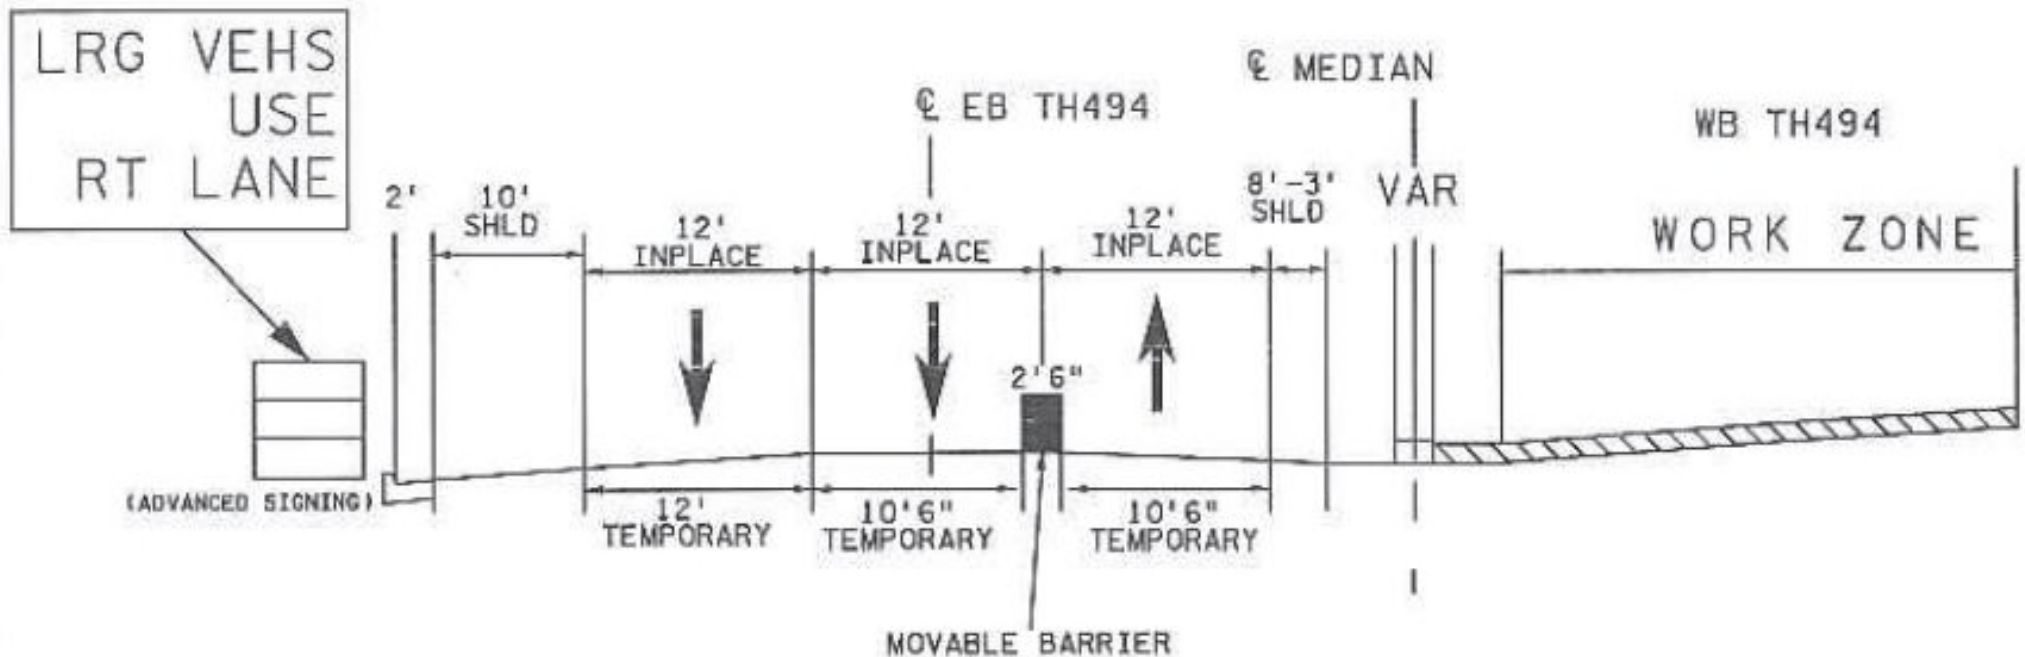 LRG VEHS
USE
RT LANE
℄ EB TH494
℄ MEDIAN
WB TH494
2'
10'
SHLD
12'
INPLACE
12'
INPLACE
12'
INPLACE
8'-3'
SHLD
VAR
WORK ZONE
2'6"
(ADVANCED SIGNING)
12'
TEMPORARY
10'6"
TEMPORARY
10'6"
TEMPORARY
MOVABLE BARRIER